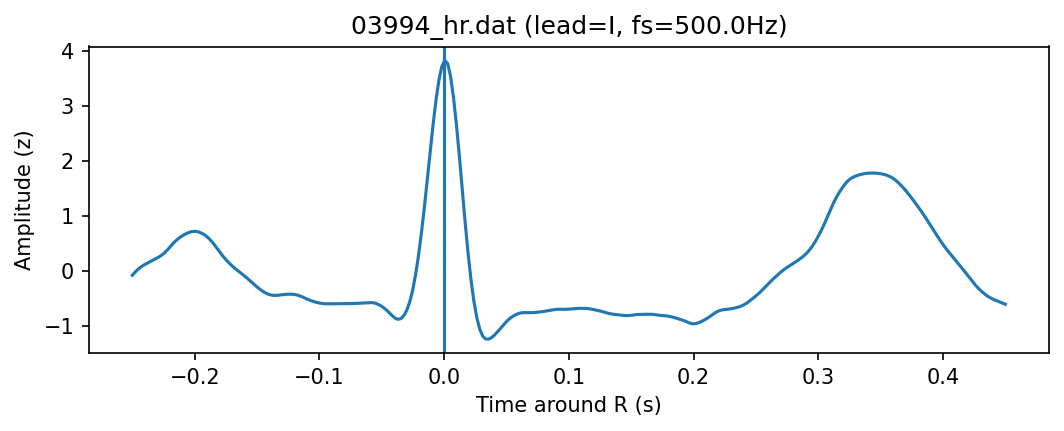 03994_hr.dat (lead=I, fs=500.0Hz)
Amplitude (z)
4
3
2
1
0
−1
−0.2 −0.1 0.0 0.1 0.2 0.3 0.4
Time around R (s)